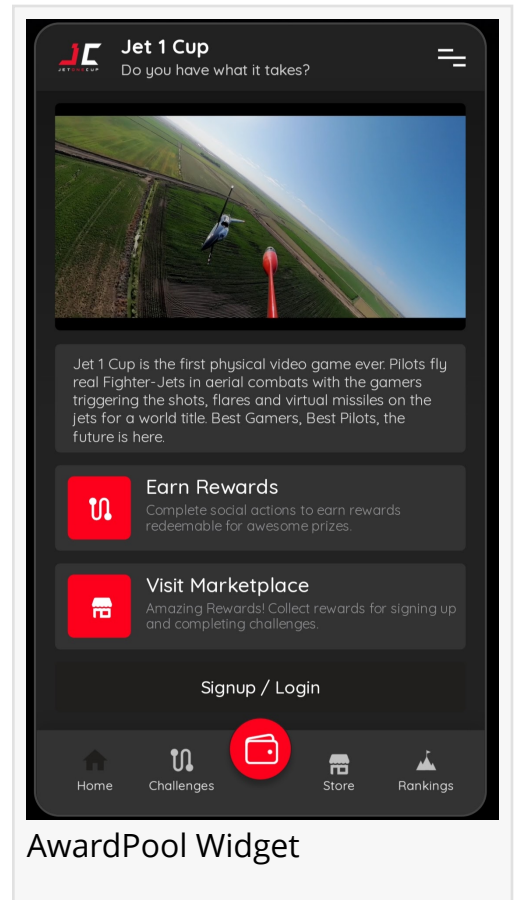 JC
JETONECUP
Jet 1 Cup
Do you have what it takes?
Jet 1 Cup is the first physical video game ever. Pilots fly
real Fighter-Jets in aerial combats with the gamers
triggering the shots, flares and virtual missiles on the
jets for a world title. Best Gamers, Best Pilots, the
future is here.
Earn Rewards
Complete social actions to earn rewards
redeemable for awesome prizes.
Visit Marketplace
Amazing Rewards! Collect rewards for signing up
and completing challenges.
Signup / Login
Home
Challenges
Store
Rankings
AwardPool Widget